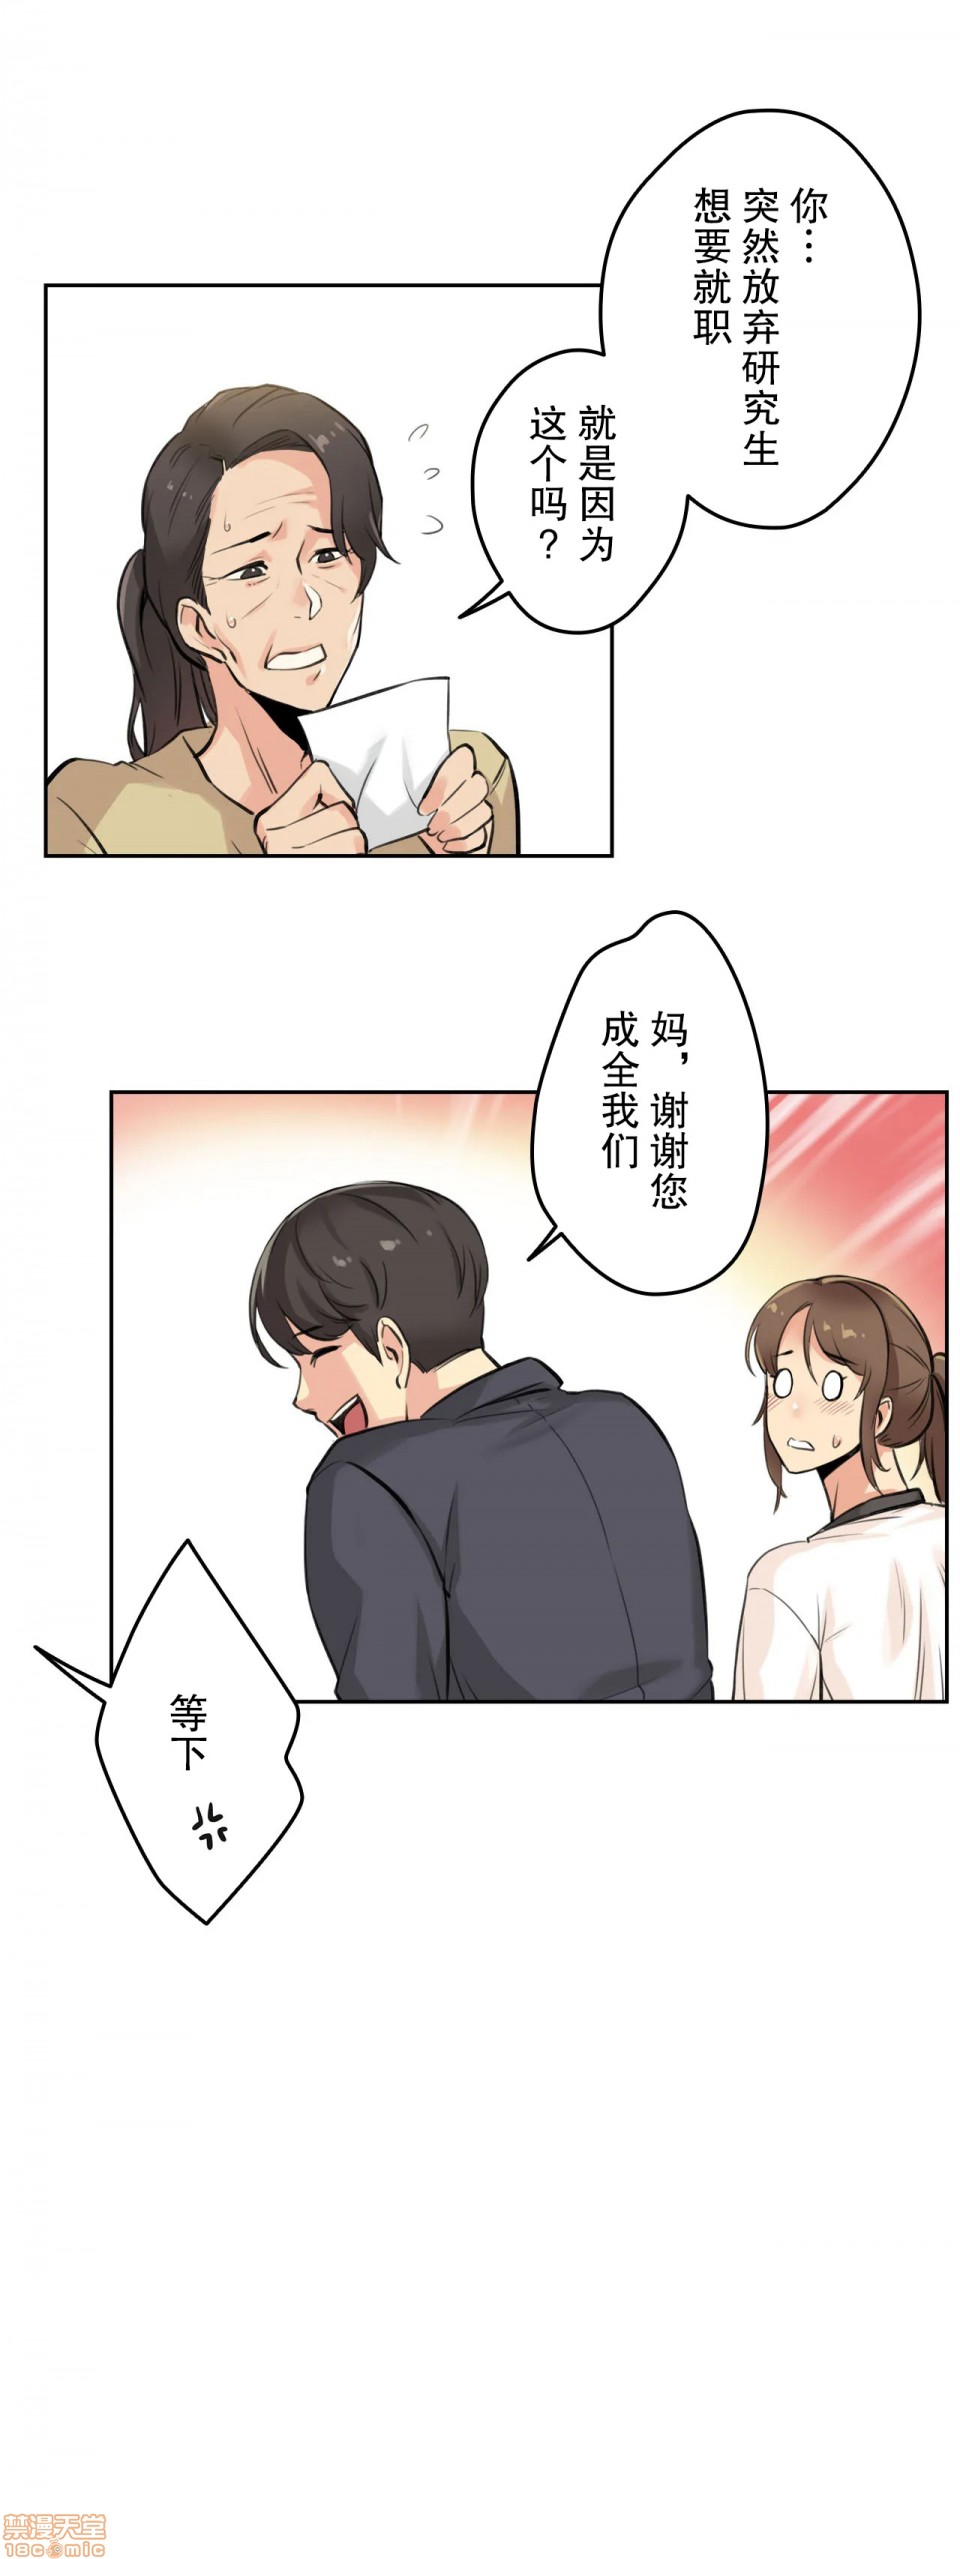 你…
突然放弃研究生
想要就职
就是因为
这个吗?
妈，谢谢您
成全我们
等下
禁漫天堂
18comic